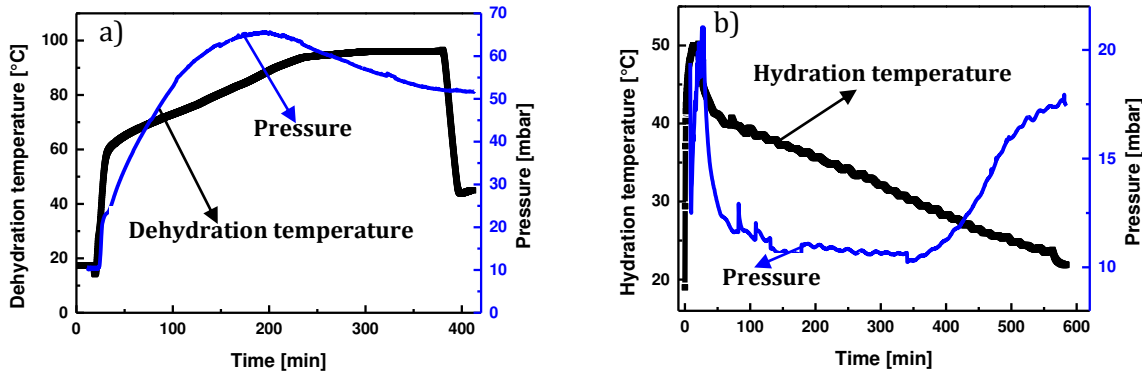 a)
Dehydration temperature [°C]
100
80
60
40
20
0
Pressure
Dehydration temperature
70
60
50
40
30
20
10
0
Pressure [mbar]
0 100 200 300 400
Time [min]
b)
Hydration temperature [°C]
50
40
30
20
Hydration temperature
Pressure
20
15
10
Pressure [mbar]
0 100 200 300 400 500 600
Time [min]